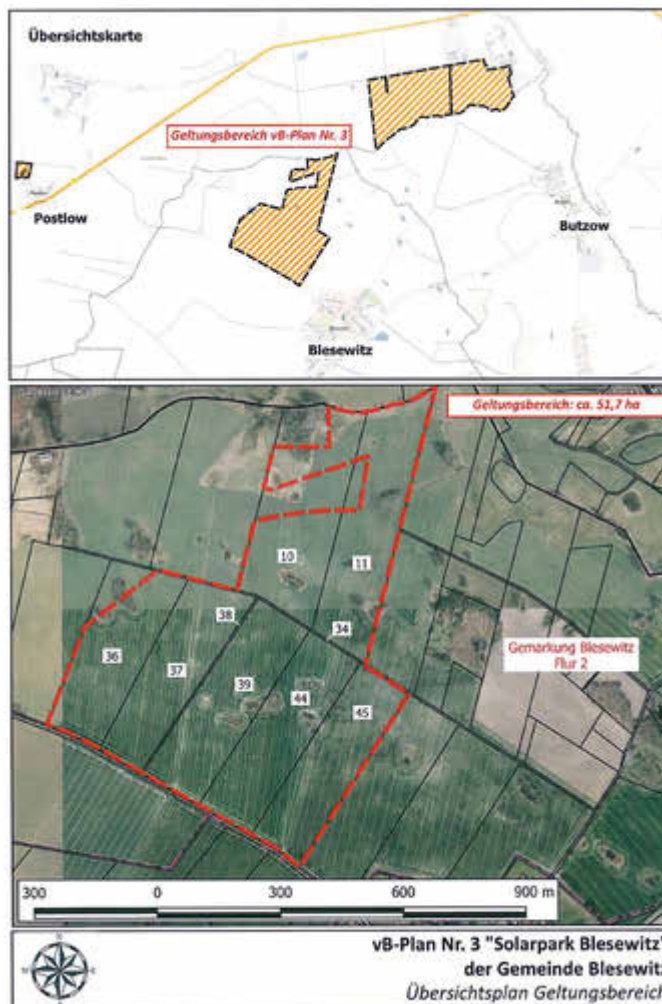 Übersichtskarte
Geltungsbereich vB-Plan Nr. 3
Postlow
Butzow
Blesewitz
Geltungsbereich: ca. 51,7 ha
10
11
38
34
36
37
39
44
45
Gemarkung Blesewitz
Flur 2
300 0 300 600 900 m
vB-Plan Nr. 3 "Solarpark Blesewitz"
der Gemeinde Blesewitz
Übersichtsplan Geltungsbereich